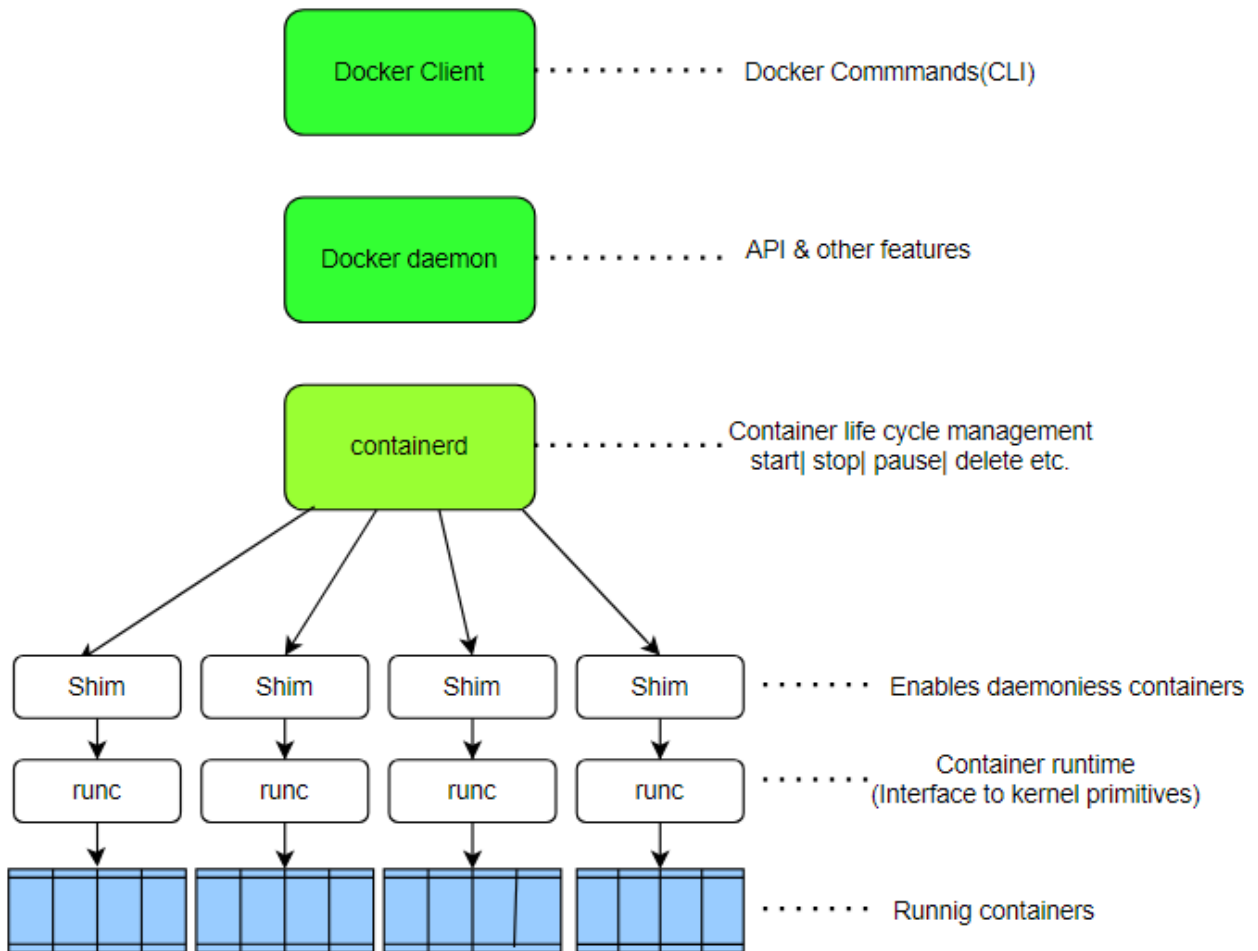 Docker Client
Docker Commmands(CLI)
Docker daemon
API & other features
containerd
Container life cycle management
start| stop| pause| delete etc.
Shim
Shim
Shim
Shim
Enables daemoniess containers
runc
runc
runc
runc
Container runtime
(Interface to kernel primitives)
Runnig containers